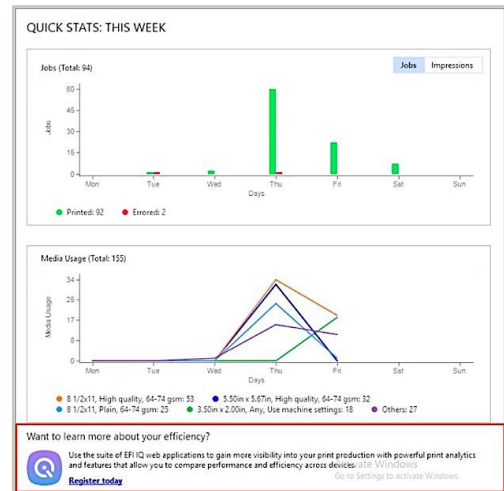 QUICK STATS: THIS WEEK
Jobs (Total: 94)
Jobs Impressions
60
45
30
15
0
Jobs
Mon Tue Wed Thu Fri Sat Sun
Days
Printed: 92 Errored: 2
Media Usage (Total: 155)
34
25
17
8
0
Media Usage
Mon Tue Wed Thu Fri Sat Sun
Days
8 1/2x11, High quality, 64-74 gsm: 53 5.50in x 5.67in, High quality, 64-74 gsm: 32
8 1/2x11, Plain, 64-74 gsm: 25 3.50in x 2.00in, Any, Use machine settings: 18 Others: 27
Want to learn more about your efficiency?
Use the suite of EFI IQ web applications to gain more visibility into your print production with powerful print analytics
and features that allow you to compare performance and efficiency across devices.
Activate Windows
Go to Settings to activate Windows.
Register today